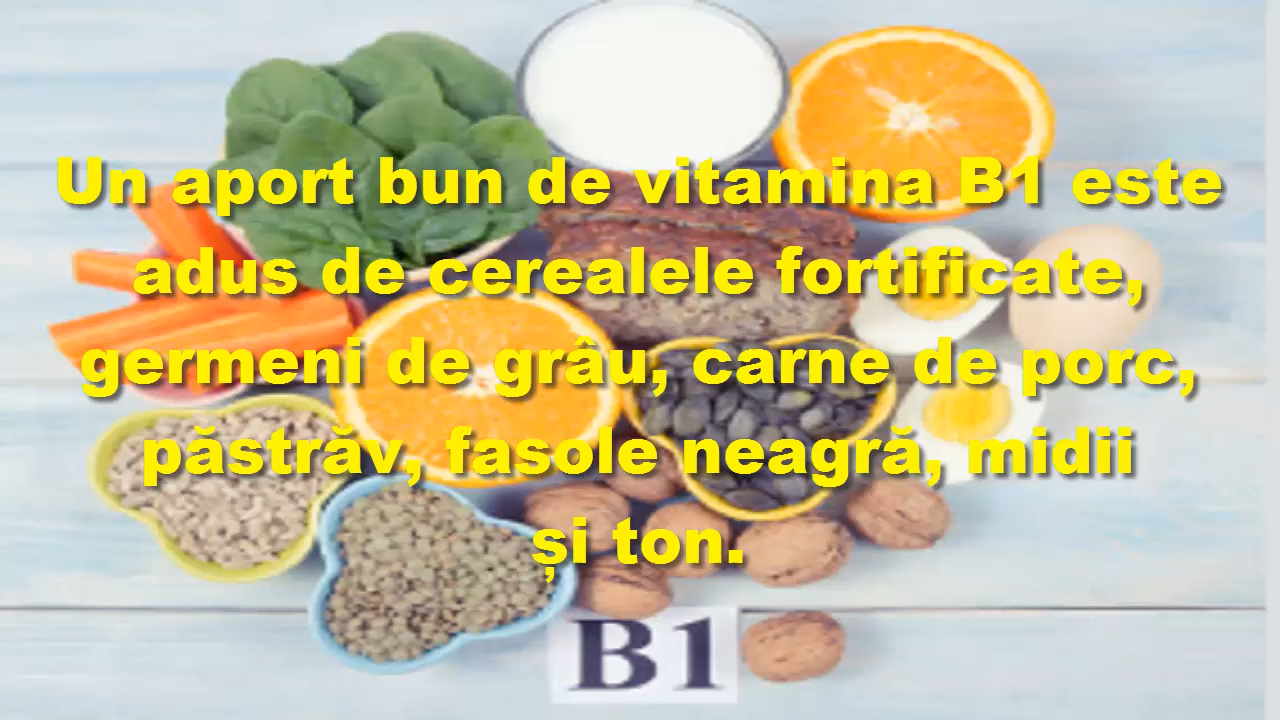 Un aport bun de vitamina B1 este
adus de cerealele fortificate,
germeni de grâu, carne de porc,
păstrăv, fasole neagră, midii
și ton.
B1